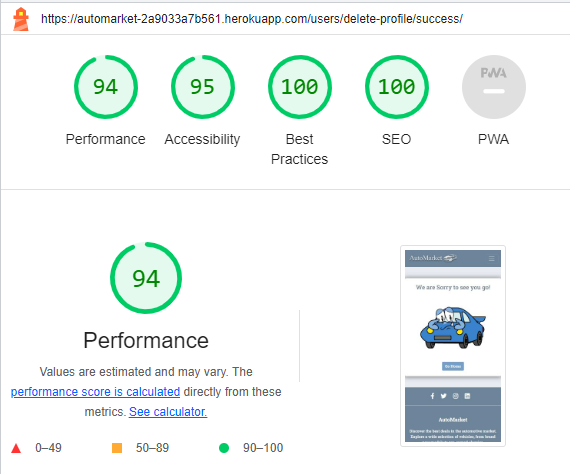 https://automarket-2a9033a7b561.herokuapp.com/users/delete-profile/success/
94
95
100
100
PWA
Performance
Accessibility
Best
Practices
SEO
PWA
94
Performance
Values are estimated and may vary. The
performance score is calculated directly from these
metrics. See calculator.
0–49
50–89
90–100
AutoMarket
We are Sorry to see you go!
Go Home
AutoMarket
Discover the best deals in the automotive market.
Explore a wide selection of vehicles, from brand